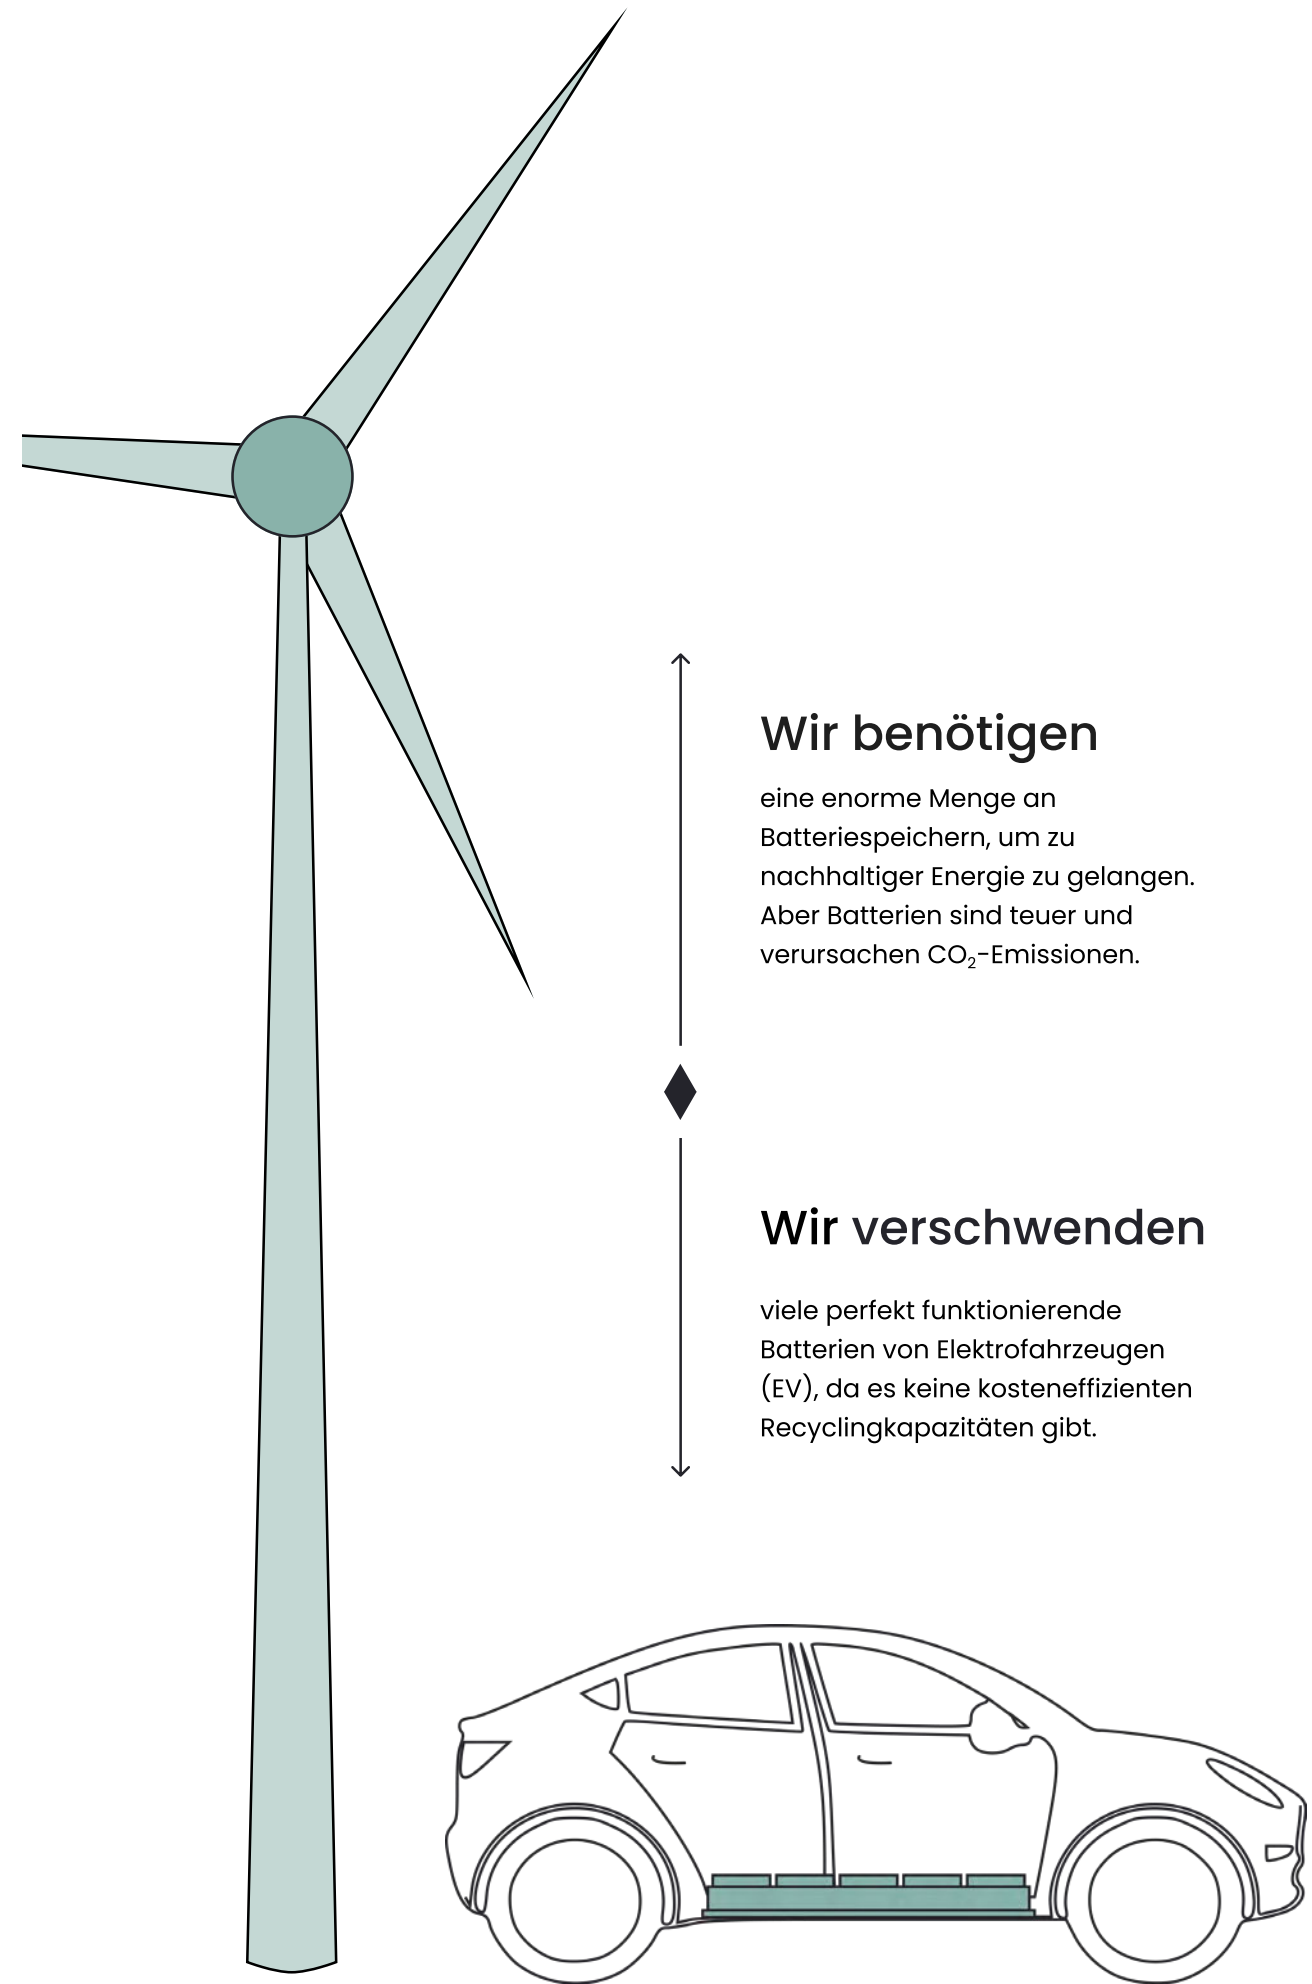 Wir benötigen
eine enorme Menge an
Batteriespeichern, um zu
nachhaltiger Energie zu gelangen.
Aber Batterien sind teuer und
verursachen CO₂-Emissionen.
Wir verschwenden
viele perfekt funktionierende
Batterien von Elektrofahrzeugen
(EV), da es keine kosteneffizienten
Recyclingkapazitäten gibt.